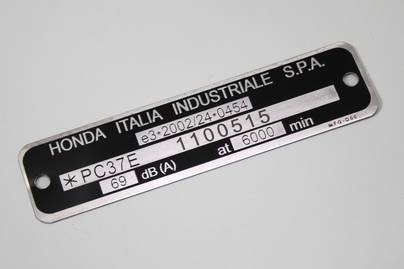 HONDA ITALIA INDUSTRIALE S.P.A.
e3-2002/24-0454
*PC37E 1100515
69 dB(A) at 6000 min